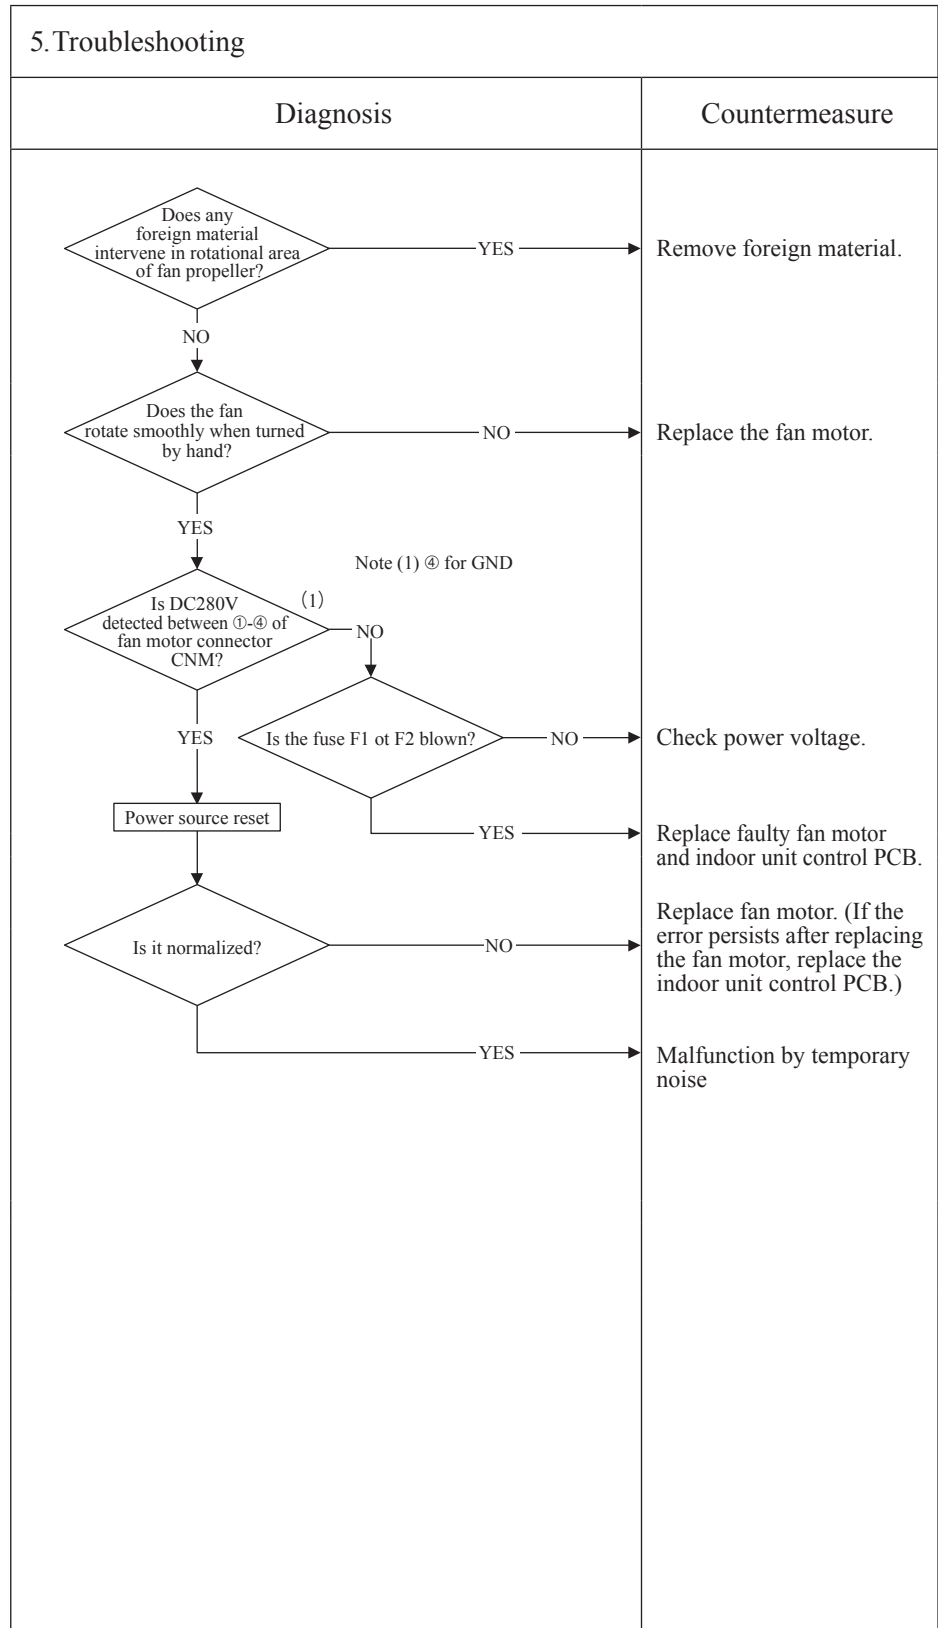 5.Troubleshooting
Diagnosis
Countermeasure
Does any
foreign material
intervene in rotational area
of fan propeller?
YES
Remove foreign material.
NO
Does the fan
rotate smoothly when turned
by hand?
NO
Replace the fan motor.
YES
Note (1) ④ for GND
Is DC280V
detected between ①-④ of
fan motor connector
CNM?
(1)
NO
YES
Is the fuse F1 ot F2 blown?
NO
Check power voltage.
Power source reset
YES
Replace faulty fan motor
and indoor unit control PCB.
Is it normalized?
NO
Replace fan motor. (If the
error persists after replacing
the fan motor, replace the
indoor unit control PCB.)
YES
Malfunction by temporary
noise